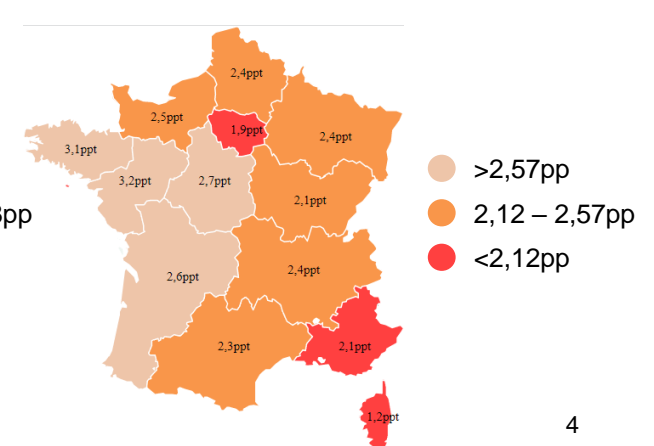 2,4ppt
2,5ppt
1,9ppt
2,4ppt
3,1ppt
3,2ppt
2,7ppt
2,1ppt
2,6ppt
2,4ppt
2,3ppt
2,1ppt
1,2ppt
pp
>2,57pp
2,12 – 2,57pp
<2,12pp
4